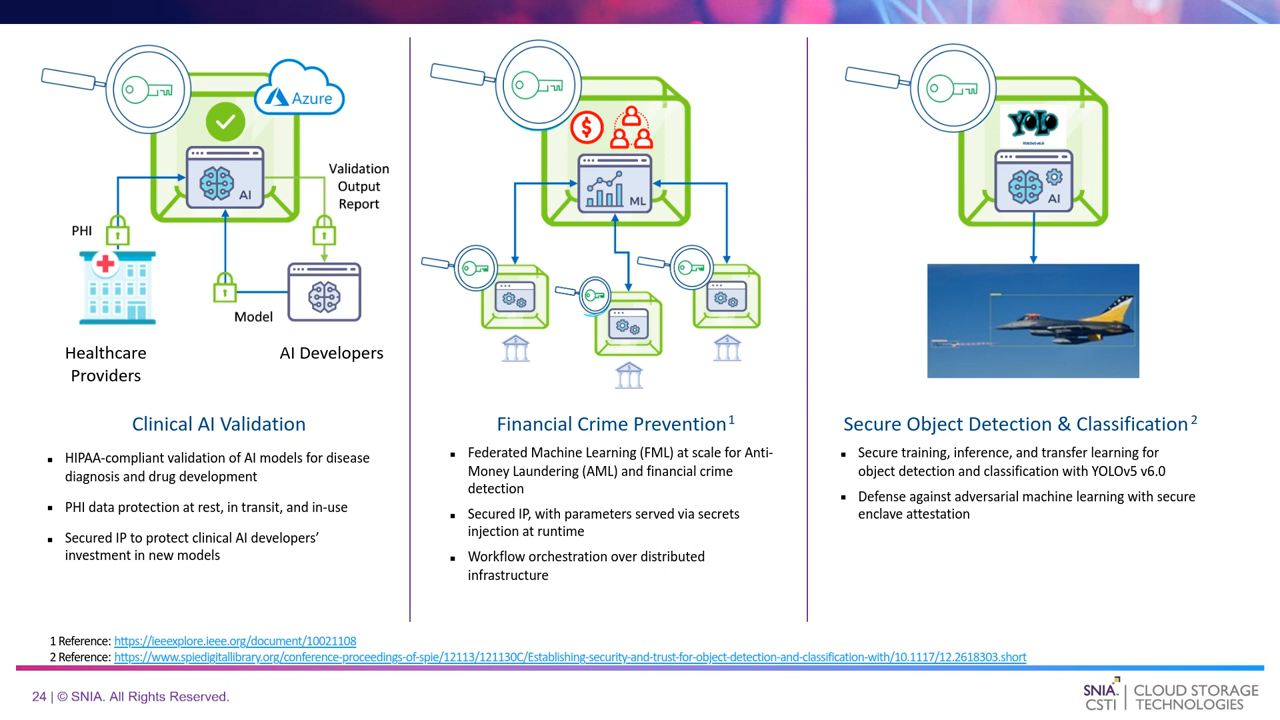 Azure
AI
Validation
Output
Report
PHI
Model
Healthcare
Providers
AI Developers
Clinical AI Validation
HIPAA-compliant validation of AI models for disease
diagnosis and drug development
PHI data protection at rest, in transit, and in-use
Secured IP to protect clinical AI developers’
investment in new models
$
ML
Financial Crime Prevention1
Federated Machine Learning (FML) at scale for Anti-
Money Laundering (AML) and financial crime
detection
Secured IP, with parameters served via secrets
injection at runtime
Workflow orchestration over distributed
infrastructure
YOLO
AI
Secure Object Detection & Classification2
Secure training, inference, and transfer learning for
object detection and classification with YOLOv5 v6.0
Defense against adversarial machine learning with secure
enclave attestation
1 Reference: https://ieeexplore.ieee.org/document/10021108
2 Reference: https://www.spiedigitallibrary.org/conference-proceedings-of-spie/12113/121130C/Establishing-security-and-trust-for-object-detection-and-classification-with/10.1117/12.2618303.short
24 | © SNIA. All Rights Reserved.
SNIA.
CSTI
CLOUD STORAGE
TECHNOLOGIES